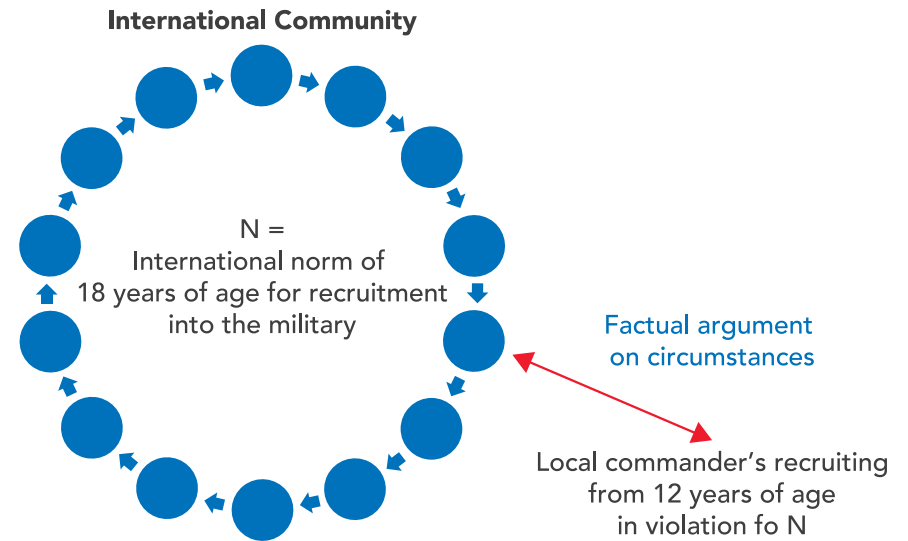 International Community
N =
International norm of
18 years of age for recruitment
into the military
Factual argument
on circumstances
Local commander's recruiting
from 12 years of age
in violation fo N